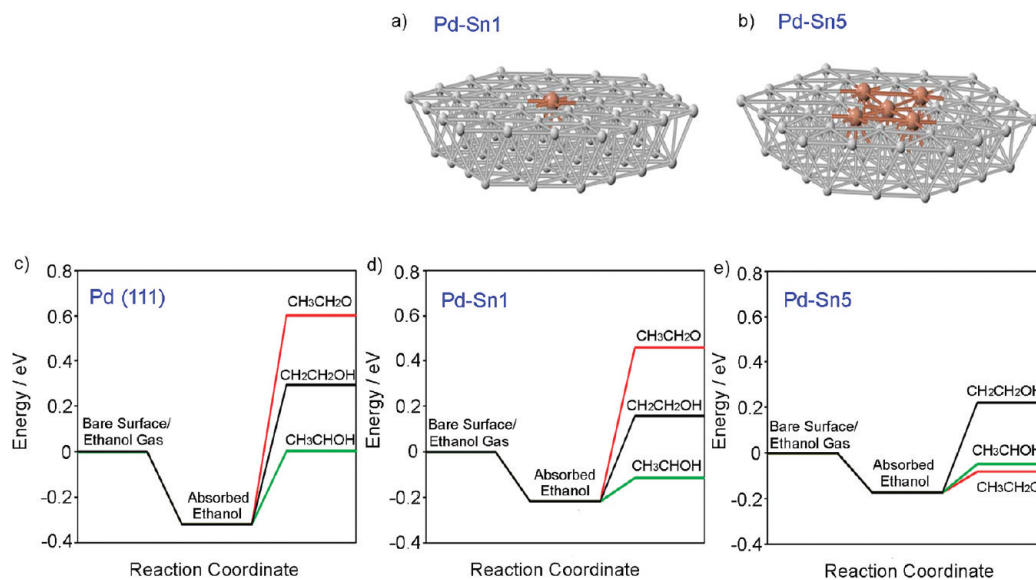 a) Pd-Sn1
b) Pd-Sn5
c)
Pd (111)
Energy / eV
0.8
0.6
0.4
0.2
0
-0.2
-0.4
CH3CH2O
CH2CH2OH
CH3CHOH
Bare Surface/
Ethanol Gas
Absorbed
Ethanol
Reaction Coordinate
d)
Pd-Sn1
Energy / eV
0.8
0.6
0.4
0.2
0
-0.2
-0.4
CH3CH2O
CH2CH2OH
CH3CHOH
Bare Surface/
Ethanol Gas
Absorbed
Ethanol
Reaction Coordinate
e)
Pd-Sn5
Energy / eV
0.8
0.6
0.4
0.2
0
-0.2
-0.4
CH2CH2OH
CH3CHOH
CH3CH2O
Bare Surface/
Ethanol Gas
Absorbed
Ethanol
Reaction Coordinate